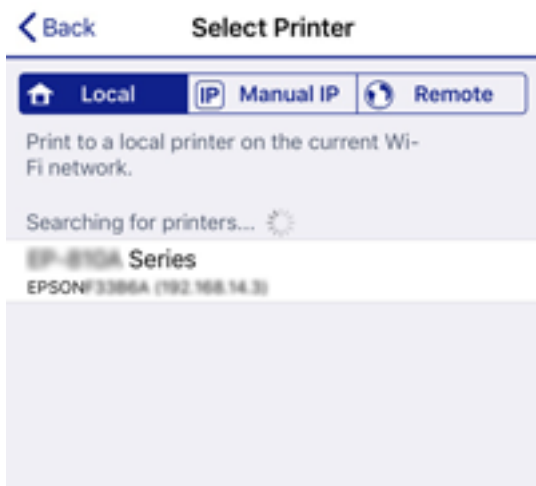 Back
Select Printer
Local
IP Manual IP
Remote
Print to a local printer on the current Wi-
Fi network.
Searching for printers...
Series
EPSON